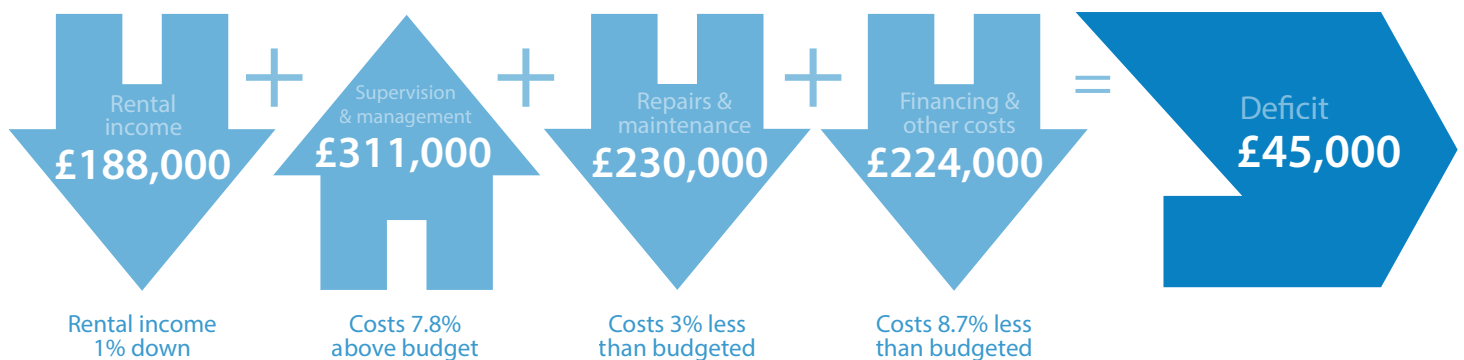 Rental
income
£188,000
Rental income
1% down
+
Supervision
& management
£311,000
Costs 7.8%
above budget
+
Repairs &
maintenance
£230,000
Costs 3% less
than budgeted
+
Financing &
other costs
£224,000
Costs 8.7% less
than budgeted
=
Deficit
£45,000